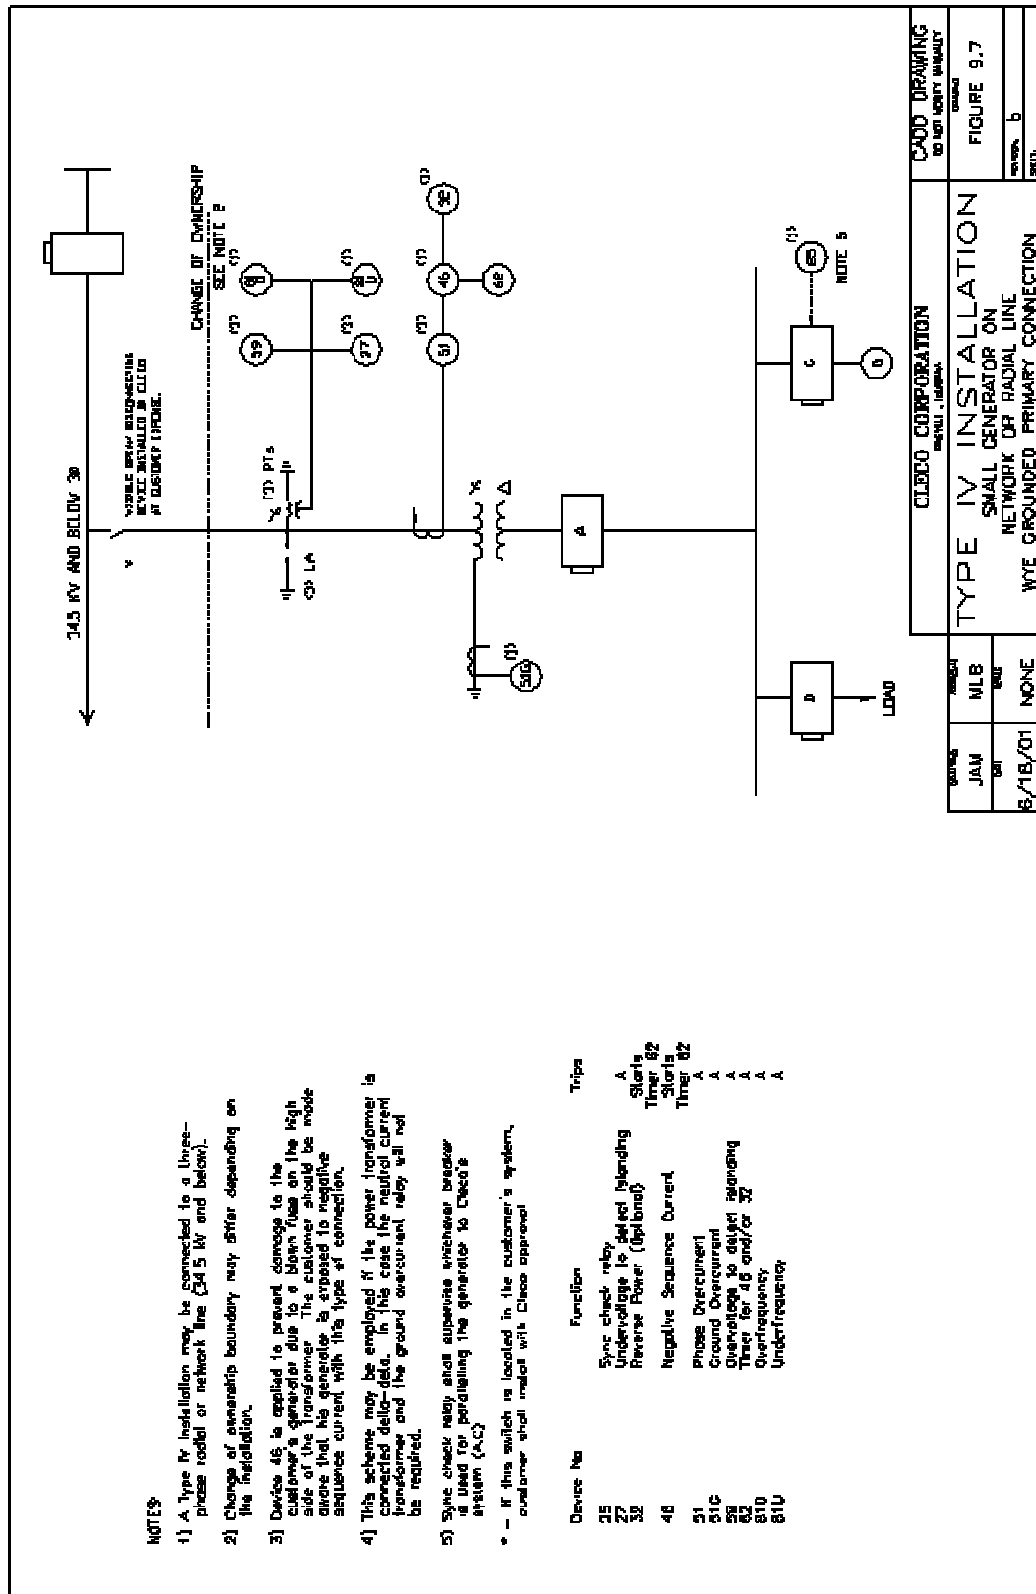 NOTES:
1) A Type IV installation may be connected to a three-
phase radial or network line (34.5 kV and below).
2) Change of ownership boundary may differ depending on
the installation.
3) Device 46 is applied to prevent damage to the
customer's generator due to a blown fuse on the high
side of the transformer. The customer should be made
aware that his generator is exposed to negative
sequence current with this type of connection.
4) This scheme may be employed if the power transformer is
connected delta-delta. In this case the neutral current
transformer and the ground overcurrent relay will not
be required.
5) Sync check relay shall supervise whichever breaker
is used for paralleling the generator to Cleco's
system (A,C)
* - If this switch is located in the customer's system,
customer shall install with Cleco approval
Device No Function Trips
25 Sync check relay
27 Undervoltage to detect islanding A
32 Reverse Power (Optional) Starts
Timer 62
46 Negative Sequence Current Starts
Timer 62
51 Phase Overcurrent A
51G Ground Overcurrent A
59 Overvoltage to detect islanding A
62 Timer for 46 and/or 32 A
81O Overfrequency A
81U Underfrequency A
34.5 KV AND BELOW 3Ø
VISIBLE BREAK DISCONNECTING
DEVICE INSTALLED BY CLECO
AT CUSTOMER EXPENSE.
CHANGE OF OWNERSHIP
SEE NOTE 2
(3) LA
(3) PTs
59
27
(3)
51
46
32
62
51G
(1)
A
D
LOAD
C
G
25
(1)
NOTE 5
CLECO CORPORATION
CADD DRAWING
DO NOT MODIFY MANUALLY
TYPE IV INSTALLATION
SMALL GENERATOR ON
NETWORK OR RADIAL LINE
WYE GROUNDED PRIMARY CONNECTION
FIGURE 9.7
JAM
MLB
6/18/01
NONE